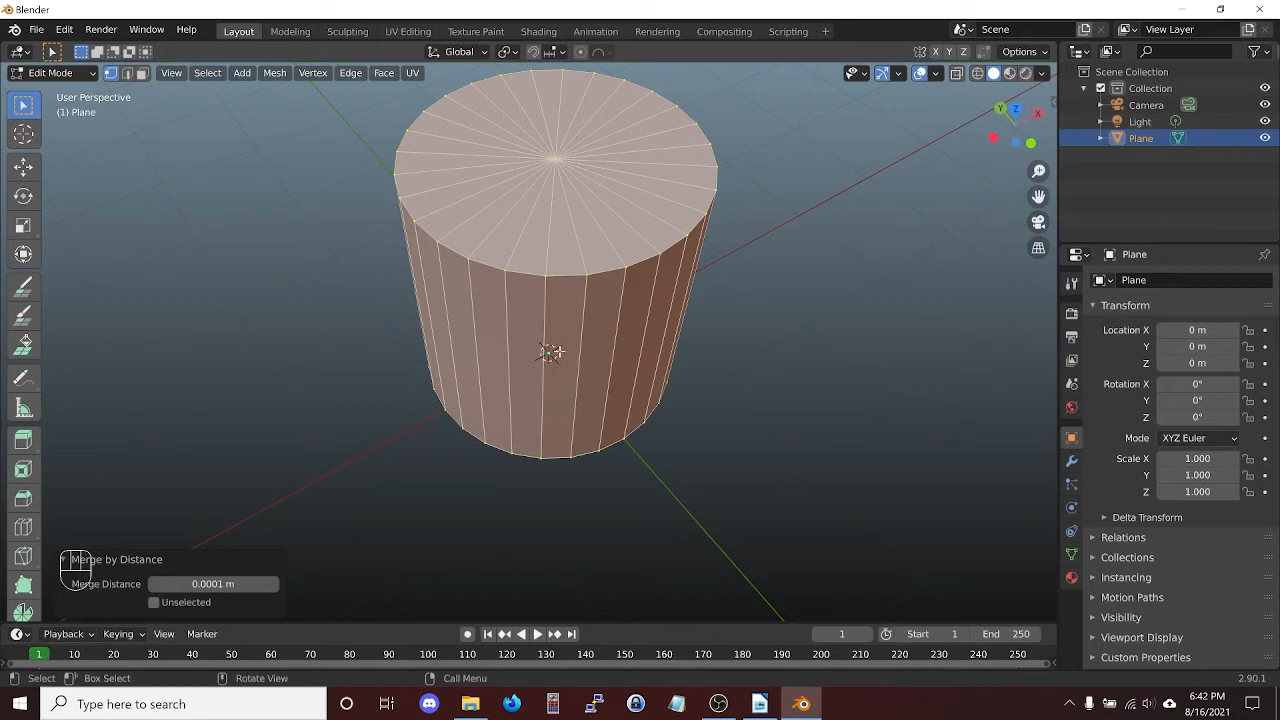 Blender
File Edit Render Window Help Layout Modeling Sculpting UV Editing Texture Paint Shading Animation Rendering Compositing Scripting + Scene View Layer
Global X Y Z Options
Edit Mode View Select Add Mesh Vertex Edge Face UV
User Perspective
(1) Plane
Z
Y
X
Scene Collection
Collection
Camera
Light
Plane
Plane
Plane
Transform
Location X 0 m
Y 0 m
Z 0 m
Rotation X 0°
Y 0°
Z 0°
Mode XYZ Euler
Scale X 1.000
Y 1.000
Z 1.000
Delta Transform
Relations
Collections
Instancing
Motion Paths
Visibility
Viewport Display
Custom Properties
Merge by Distance
Merge Distance 0.0001 m
Unselected
Playback Keying View Marker 1 Start 1 End 250
1 10 20 30 40 50 60 70 80 90 100 110 120 130 140 150 160 170 180 190 200 210 220 230 240 250
Select Box Select Rotate View Call Menu 2.90.1
Type here to search
6:42 PM
8/16/2021